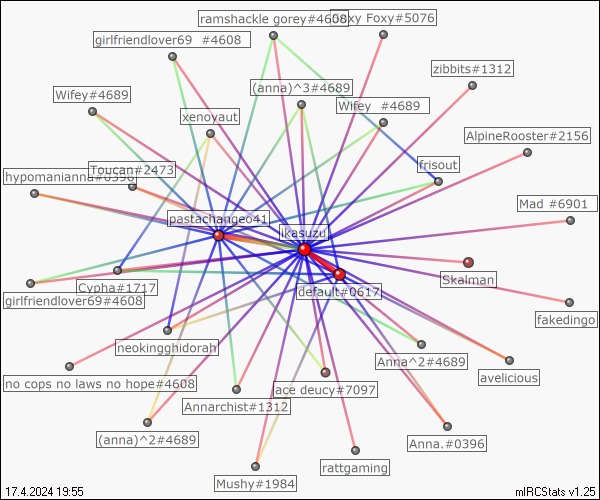 ramshackle gorey#4608
Foxy Foxy#5076
girlfriendlover69 #4608
zibbits#1312
(anna)^3#4689
Wifey#4689
Wifey #4689
xenoyaut
AlpineRooster#2156
frisout
Toucan#2473
hypomanianna#0396
Mad #6901
pastachangeo41
ikasuzu
Skalman
Cypha#1717
default#0617
girlfriendlover69#4608
fakedingo
neokingghidorah
Anna^2#4689
avelicious
no cops no laws no hope#4608
ace deucy#7097
Annarchist#1312
(anna)^2#4689
Anna.#0396
rattgaming
Mushy#1984
17.4.2024 19:55
mIRCStats v1.25